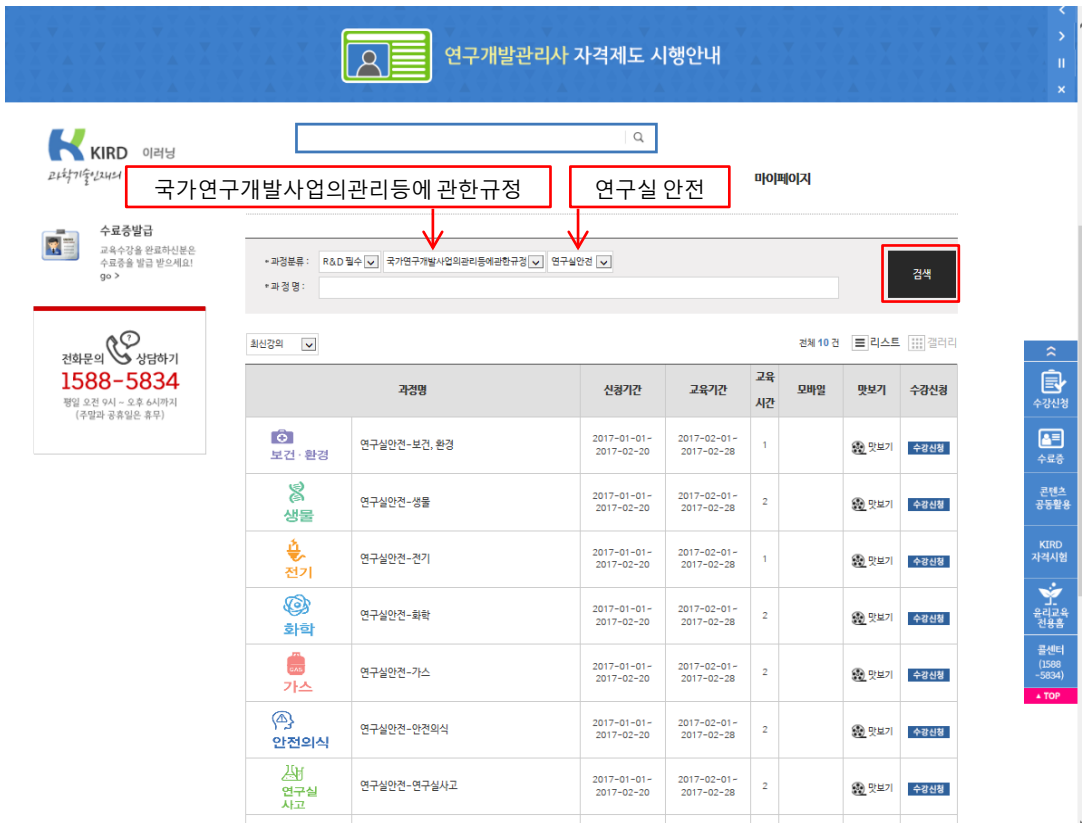 연구개발관리사 자격제도 시행안내
KIRD 이러닝
과학기술인재의
국가연구개발사업의관리등에 관한규정
연구실 안전
마이페이지
수료증발급
교육수강을 완료하신분은
수료증을 발급 받으세요!
go >
전화문의 상담하기
1588-5834
평일 오전 9시 ~ 오후 6시까지
(주말과 공휴일은 휴무)
과정분류 : R&D필수 국가연구개발사업의관리등에관한규정 연구실안전
과 정 명 :
검색
최신강의
전체 10 건 리스트 갤러리
과정명 신청기간 교육기간 교육시간 모바일 맛보기 수강신청
보건·환경 연구실안전-보건, 환경 2017-01-01~2017-02-20 2017-02-01~2017-02-28 1 맛보기 수강신청
생물 연구실안전-생물 2017-01-01~2017-02-20 2017-02-01~2017-02-28 2 맛보기 수강신청
전기 연구실안전-전기 2017-01-01~2017-02-20 2017-02-01~2017-02-28 1 맛보기 수강신청
화학 연구실안전-화학 2017-01-01~2017-02-20 2017-02-01~2017-02-28 2 맛보기 수강신청
GAS 가스 연구실안전-가스 2017-01-01~2017-02-20 2017-02-01~2017-02-28 2 맛보기 수강신청
안전의식 연구실안전-안전의식 2017-01-01~2017-02-20 2017-02-01~2017-02-28 2 맛보기 수강신청
연구실 사고 연구실안전-연구실사고 2017-01-01~2017-02-20 2017-02-01~2017-02-28 2 맛보기 수강신청
수강신청
수료증
콘텐츠
공동활용
KIRD
자격시험
윤리교육
전용홈
콜센터
(1588
-5834)
▲ TOP